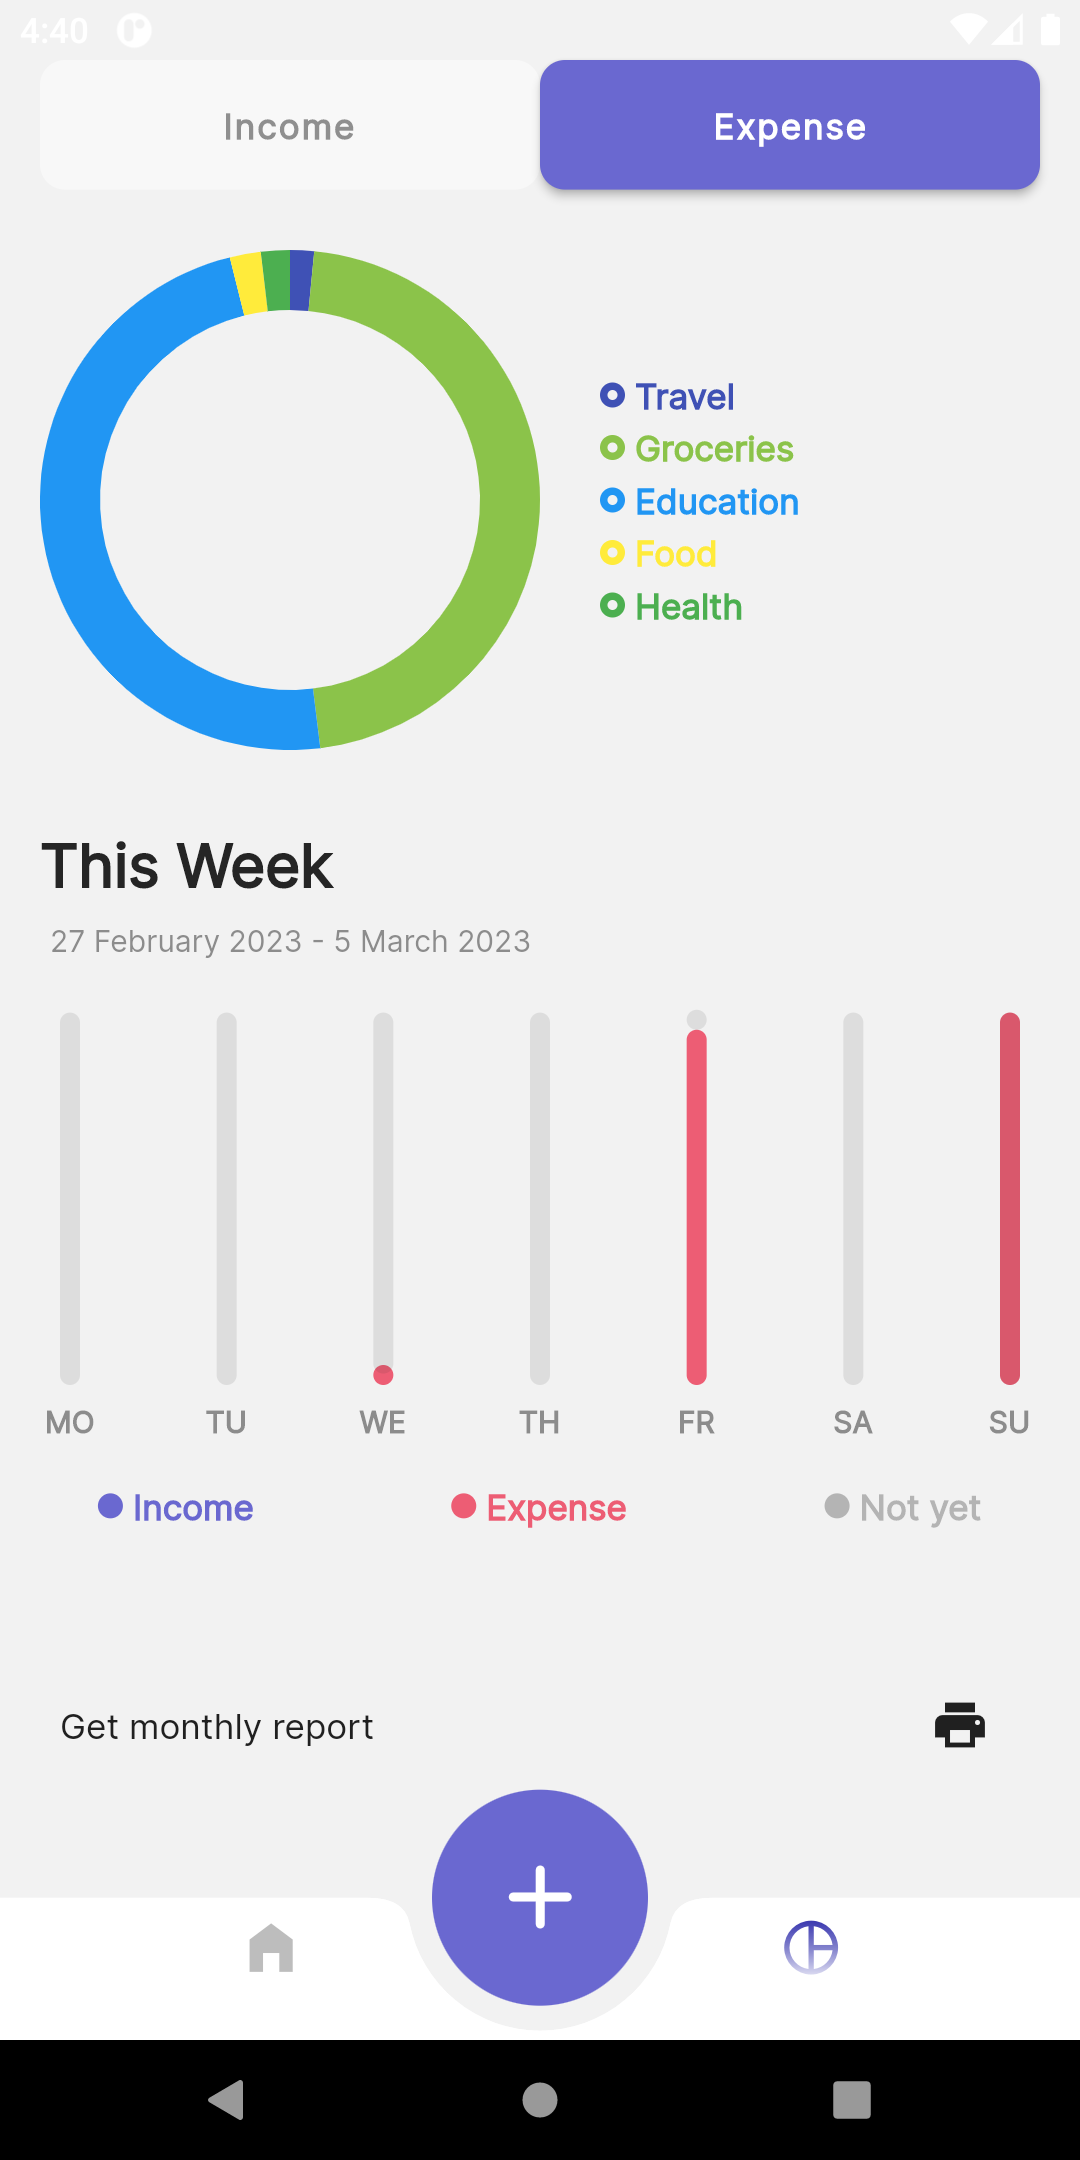 4:40
Income
Expense
Travel
Groceries
Education
Food
Health
This Week
27 February 2023 - 5 March 2023
MO TU WE TH FR SA SU
Income Expense Not yet
Get monthly report